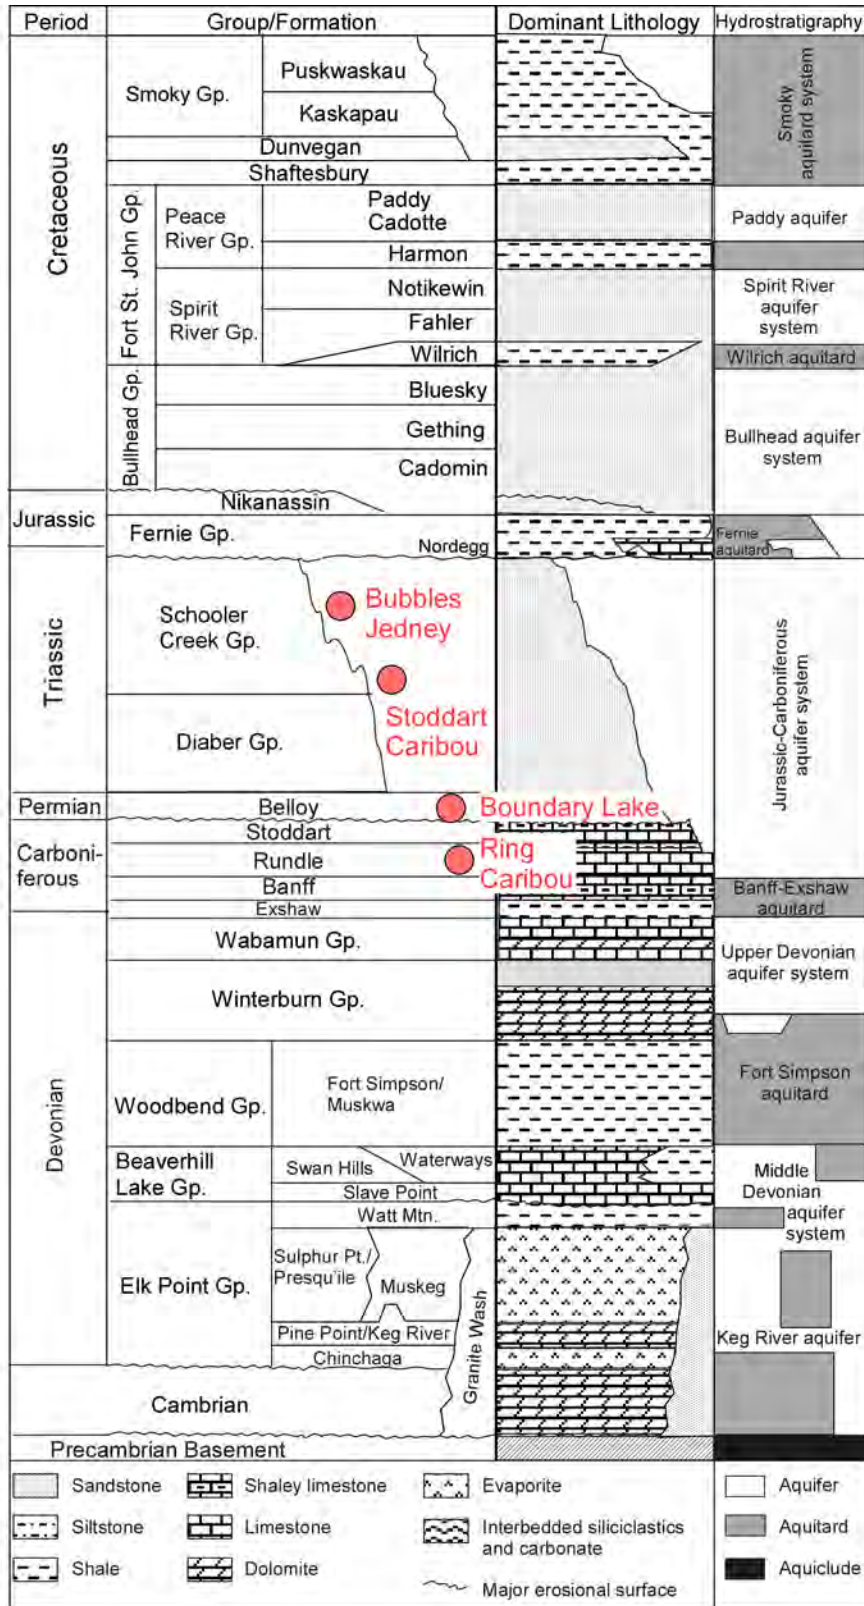 Period
Group/Formation
Dominant Lithology
Hydrostratigraphy
Cretaceous
Smoky Gp.
Puskwaskau
Kaskapau
Dunvegan
Shaftesbury
Smoky
aquitard system
Fort St. John Gp.
Peace
River Gp.
Paddy
Cadotte
Harmon
Paddy aquifer
Spirit
River Gp.
Notikewin
Fahler
Wilrich
Spirit River
aquifer
system
Wilrich aquitard
Bullhead Gp.
Bluesky
Gething
Cadomin
Bullhead aquifer
system
Nikanassin
Jurassic
Fernie Gp.
Nordegg
Fernie
aquitard
Triassic
Schooler
Creek Gp.
Bubbles
Jedney
Stoddart
Caribou
Diaber Gp.
Jurassic-Carboniferous
aquifer system
Permian
Belloy
Boundary Lake
Carboni-
ferous
Stoddart
Rundle
Ring
Caribou
Banff
Exshaw
Banff-Exshaw
aquitard
Devonian
Wabamun Gp.
Winterburn Gp.
Upper Devonian
aquifer system
Woodbend Gp.
Fort Simpson/
Muskwa
Fort Simpson
aquitard
Beaverhill
Lake Gp.
Swan Hills
Waterways
Slave Point
Middle
Devonian
aquifer
system
Elk Point Gp.
Watt Mtn.
Sulphur Pt./
Presqu'ile
Muskeg
Pine Point/Keg River
Chinchaga
Granite Wash
Keg River aquifer
Cambrian
Precambrian Basement
Sandstone
Shaley limestone
Evaporite
Aquifer
Siltstone
Limestone
Interbedded siliciclastics
and carbonate
Aquitard
Shale
Dolomite
Major erosional surface
Aquiclude